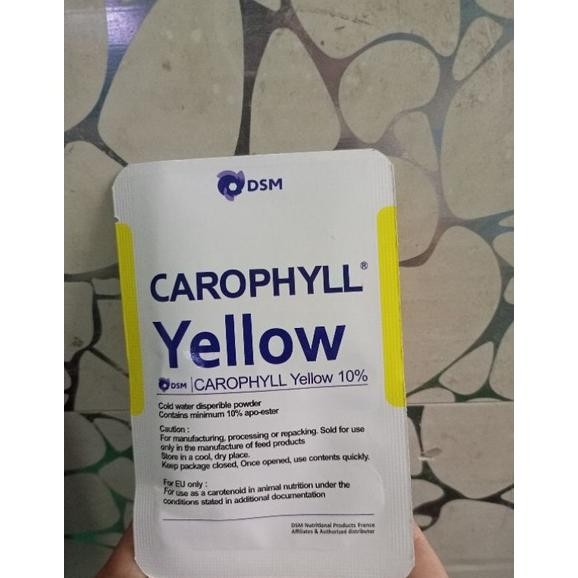 DSM
CAROPHYLL®
Yellow
DSM | CAROPHYLL Yellow 10%
Cold water disperible powder
Contains minimum 10% apo-ester
Caution :
For manufacturing, processing or repacking. Sold for use
only in the manufacture of feed products
Store in a cool, dry place.
Keep package closed, Once opened, use contents quickly.
For EU only :
For use as a carotenoid in animal nutrition under the
conditions stated in additional documentation
DSM Nutritional Products France
Affiliates & Authorized distributor